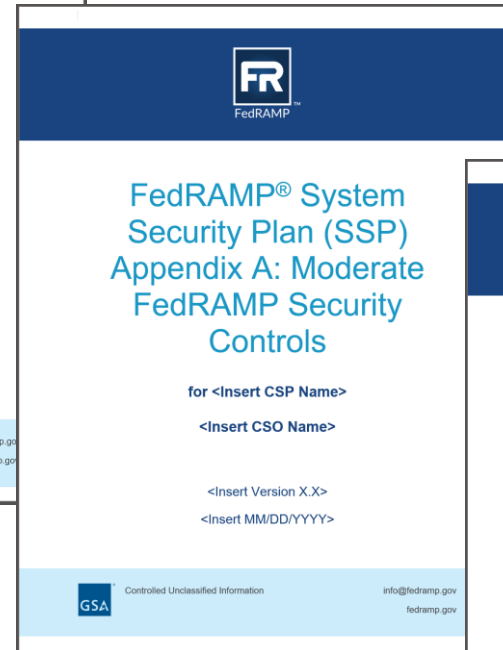 FR
FedRAMP™
FedRAMP® System
Security Plan (SSP)
Appendix A: Moderate
FedRAMP Security
Controls
for <Insert CSP Name>
<Insert CSO Name>
<Insert Version X.X>
<Insert MM/DD/YYYY>
GSA
Controlled Unclassified Information
info@fedramp.gov
fedramp.gov